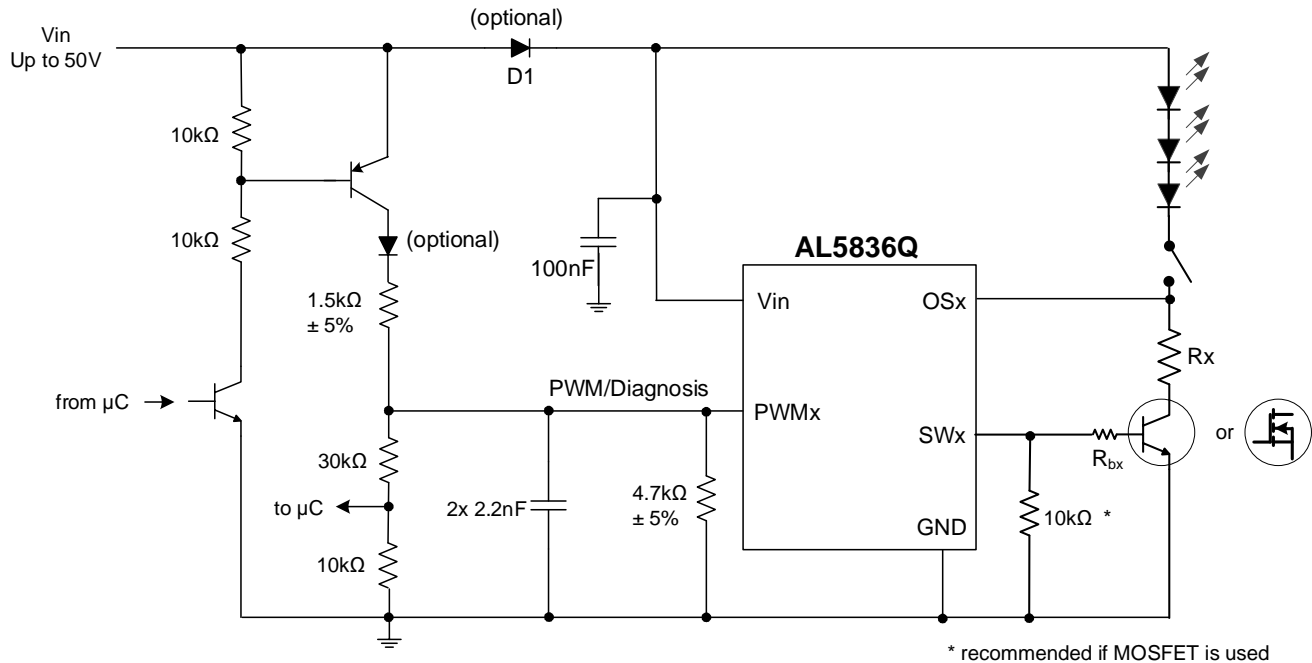 (optional)
Vin
Up to 50V
D1
10kΩ
10kΩ
(optional)
100nF
AL5836Q
1.5kΩ
± 5%
Vin
OSx
Rx
from µC
PWM/Diagnosis
PWMx
SWx
or
R_bx
30kΩ
4.7kΩ
± 5%
to µC
2x 2.2nF
10kΩ *
GND
10kΩ
* recommended if MOSFET is used